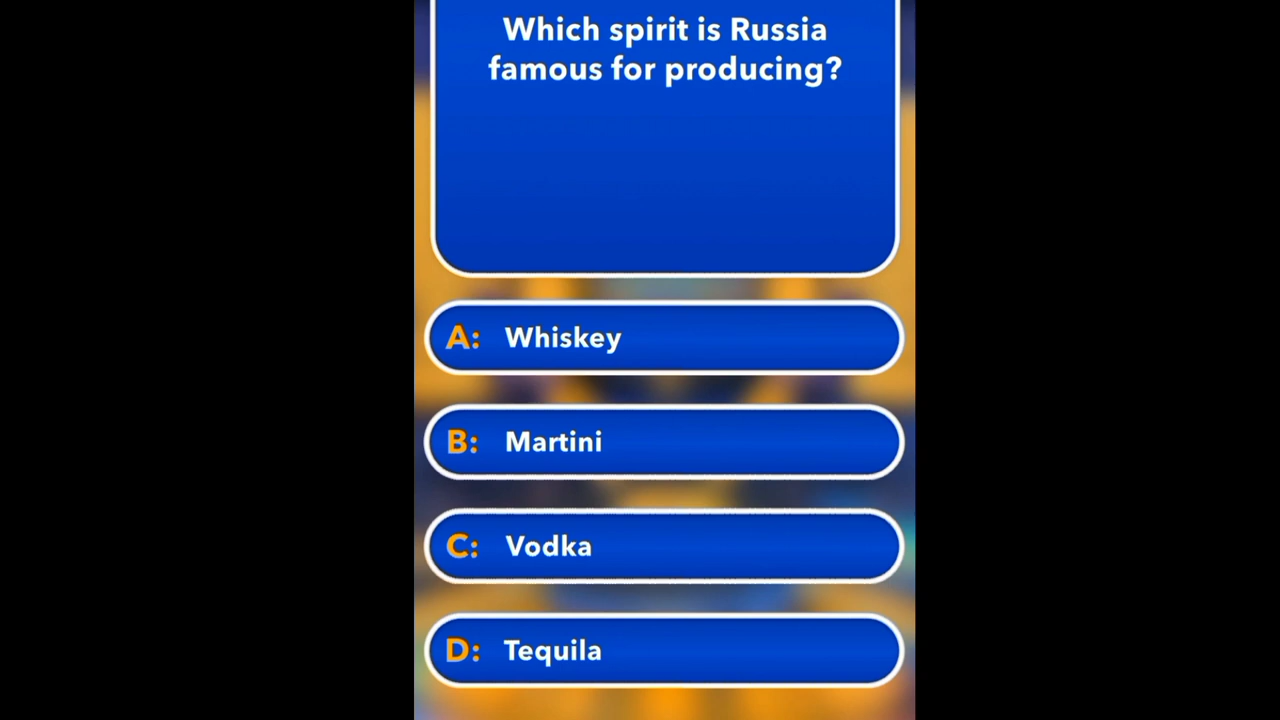 Which spirit is Russia
famous for producing?
A: Whiskey
B: Martini
C: Vodka
D: Tequila